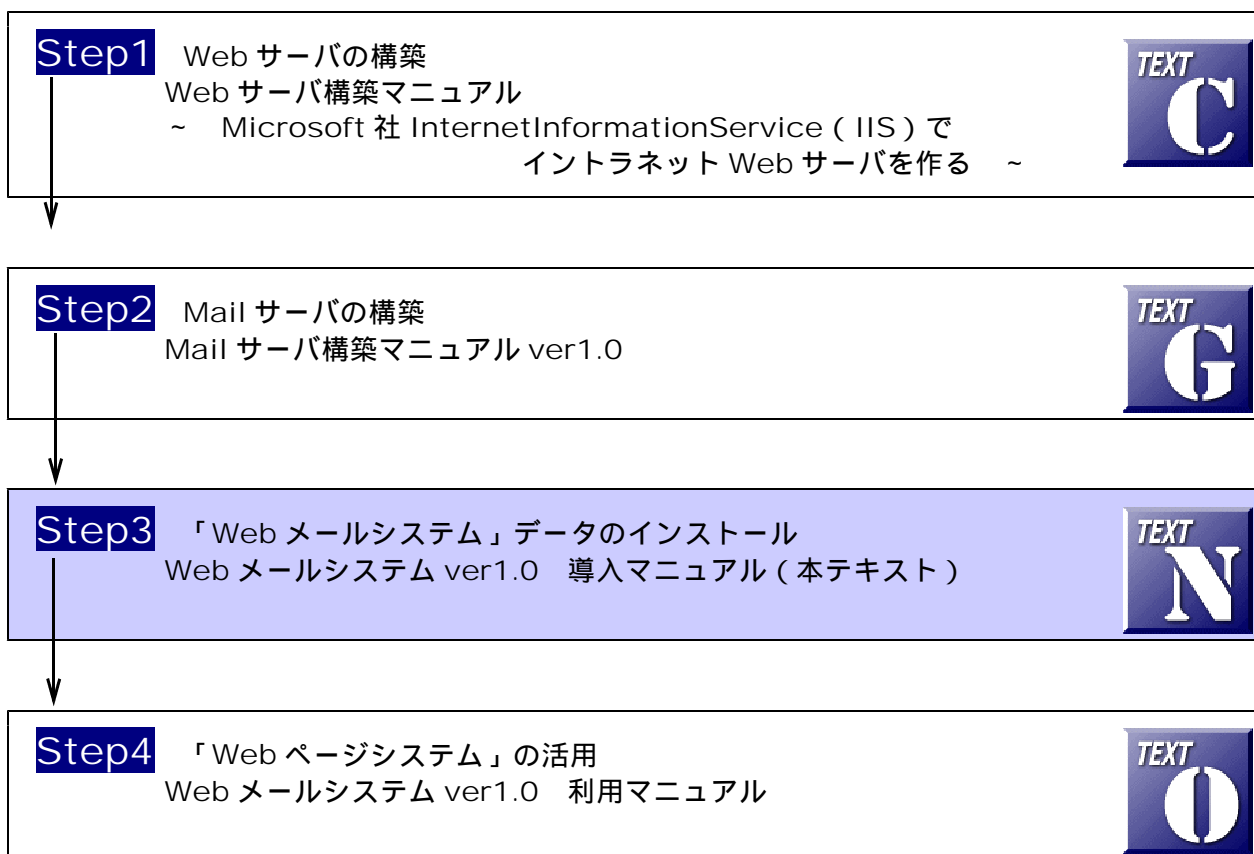 Step1 Web サーバの構築
Web サーバ構築マニュアル
~ Microsoft 社 InternetInformationService ( IIS ) で
イントラネット Web サーバを作る ~
TEXT
C
Step2 Mail サーバの構築
Mail サーバ構築マニュアル ver1.0
TEXT
G
Step3 「Web メールシステム」データのインストール
Web メールシステム ver1.0 導入マニュアル ( 本テキスト )
TEXT
N
Step4 「Web ページシステム」の活用
Web メールシステム ver1.0 利用マニュアル
TEXT
O